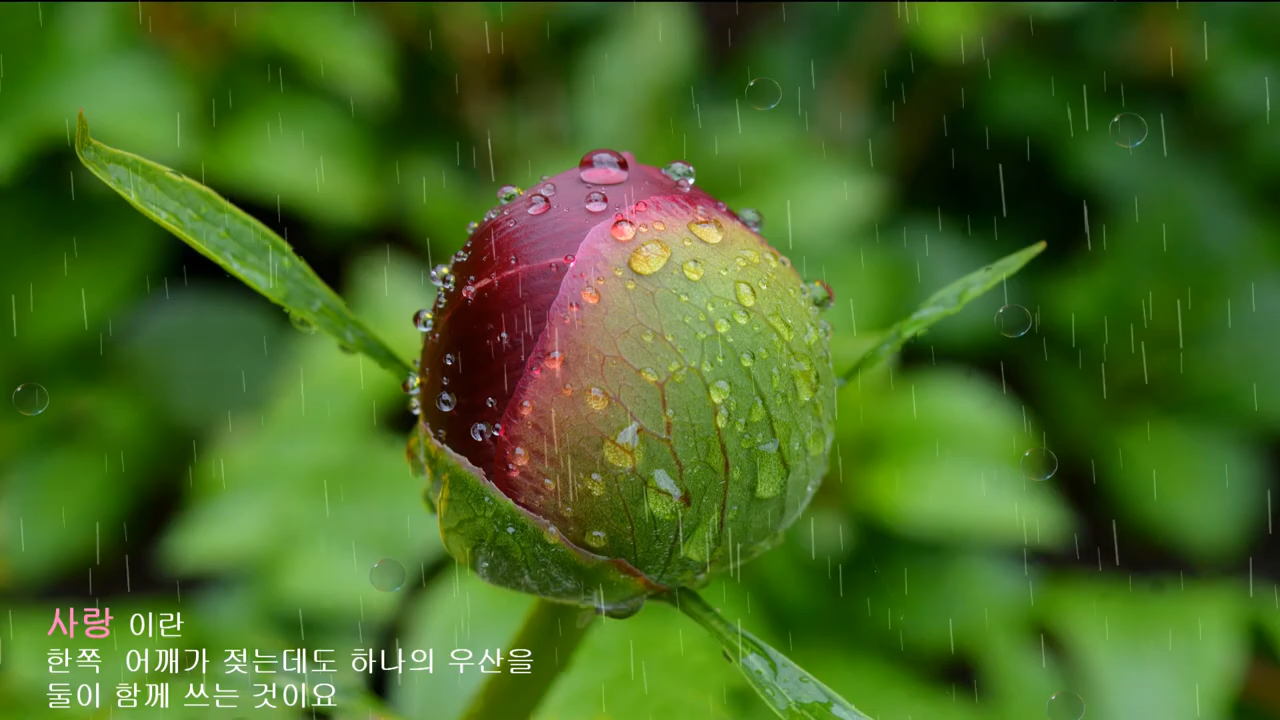 사랑 이란
한쪽 어깨가 젖는데도 하나의 우산을
둘이 함께 쓰는 것이요